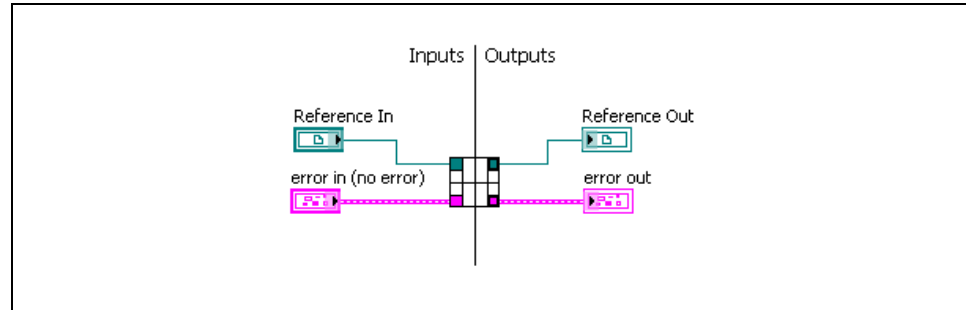 Inputs Outputs
Reference In
Reference Out
error in (no error)
error out